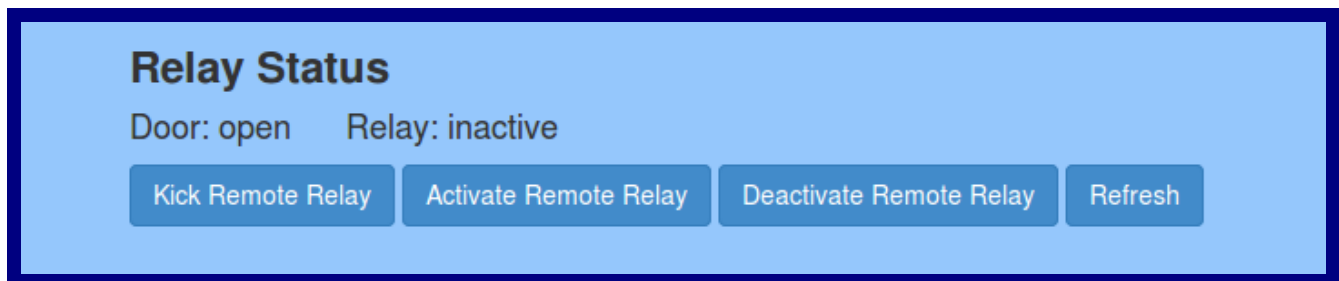 Relay Status
Door: open Relay: inactive
Kick Remote Relay Activate Remote Relay Deactivate Remote Relay Refresh